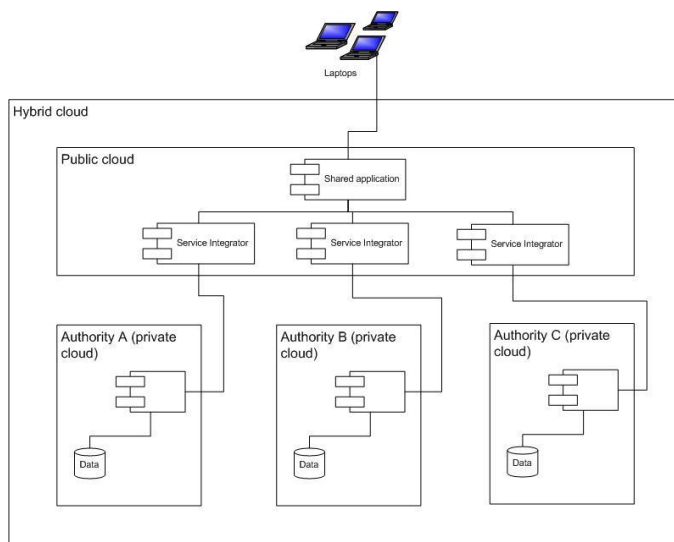 Laptops
Hybrid cloud
Public cloud
Shared application
Service Integrator
Service Integrator
Service Integrator
Authority A (private
cloud)
Authority B (private
cloud)
Authority C (private
cloud)
Data
Data
Data